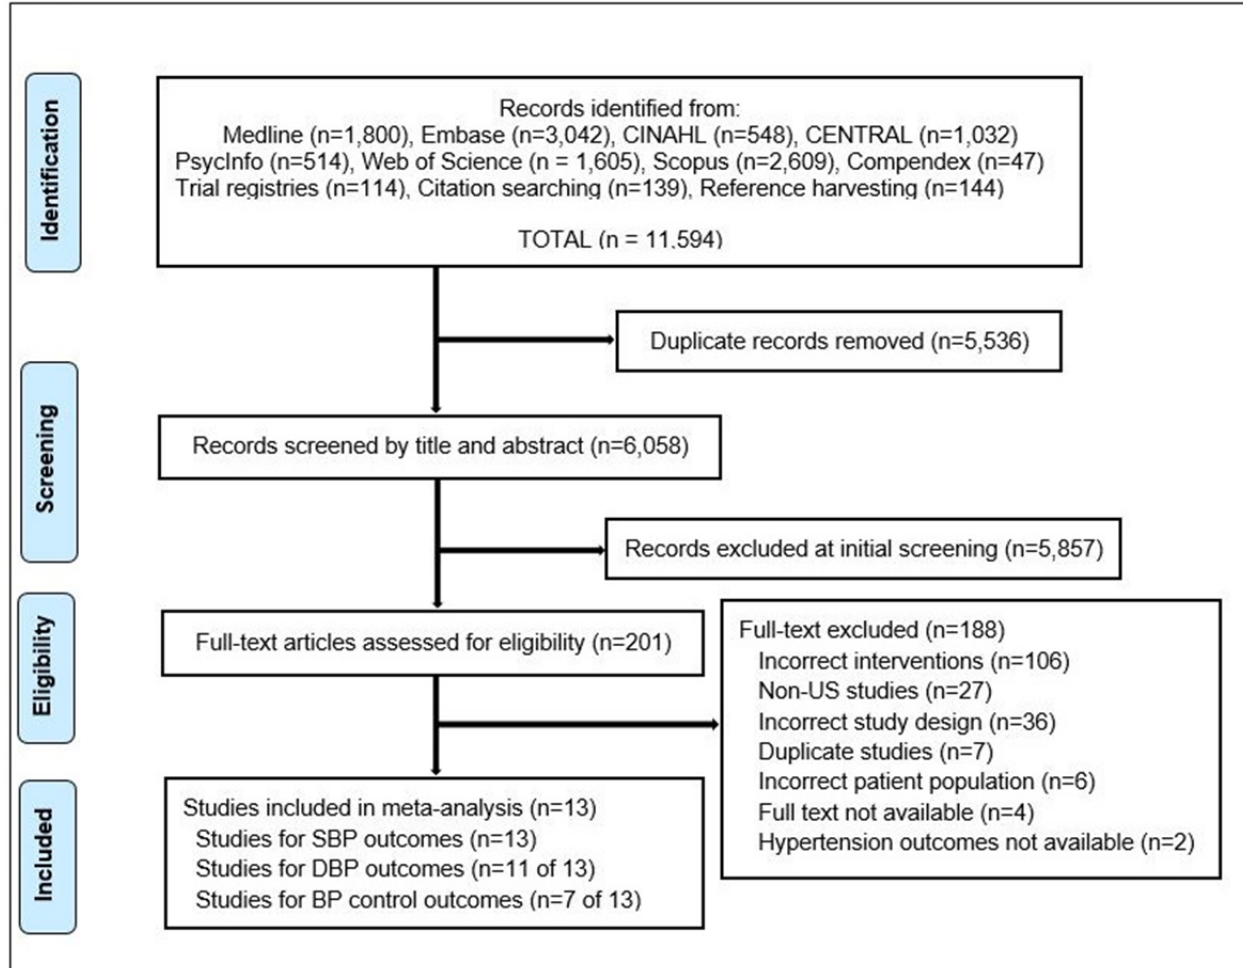 Identification
Records identified from:
Medline (n=1,800), Embase (n=3,042), CINAHL (n=548), CENTRAL (n=1,032)
PsycInfo (n=514), Web of Science (n = 1,605), Scopus (n=2,609), Compendex (n=47)
Trial registries (n=114), Citation searching (n=139), Reference harvesting (n=144)
TOTAL (n = 11,594)
Duplicate records removed (n=5,536)
Screening
Records screened by title and abstract (n=6,058)
Records excluded at initial screening (n=5,857)
Eligibility
Full-text articles assessed for eligibility (n=201)
Full-text excluded (n=188)
Incorrect interventions (n=106)
Non-US studies (n=27)
Incorrect study design (n=36)
Duplicate studies (n=7)
Incorrect patient population (n=6)
Full text not available (n=4)
Hypertension outcomes not available (n=2)
Included
Studies included in meta-analysis (n=13)
Studies for SBP outcomes (n=13)
Studies for DBP outcomes (n=11 of 13)
Studies for BP control outcomes (n=7 of 13)